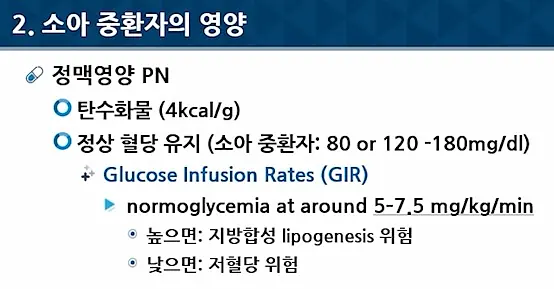 2. 소아 중환자의 영양
정맥영양 PN
탄수화물 (4kcal/g)
정상 혈당 유지 (소아 중환자: 80 or 120 -180mg/dl)
Glucose Infusion Rates (GIR)
normoglycemia at around 5-7.5 mg/kg/min
높으면: 지방합성 lipogenesis 위험
낮으면: 저혈당 위험